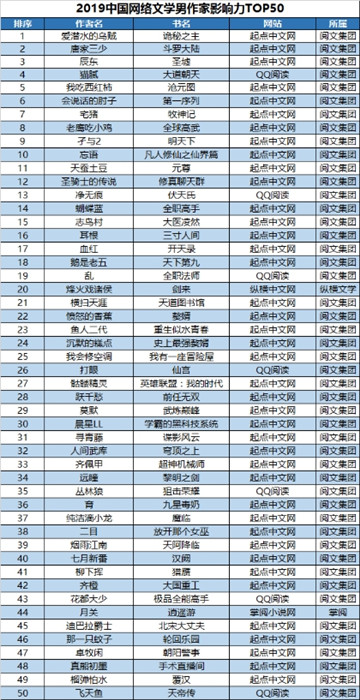 2019中国网络文学男作家影响力TOP50
排序 作者名 书名 网站 所属
1 爱潜水的乌贼 诡秘之主 起点中文网 阅文集团
2 唐家三少 斗罗大陆 起点中文网 阅文集团
3 辰东 圣墟 起点中文网 阅文集团
4 猫腻 大道朝天 QQ阅读 阅文集团
5 我吃西红柿 沧元图 起点中文网 阅文集团
6 会说话的肘子 第一序列 起点中文网 阅文集团
7 宅猪 牧神记 起点中文网 阅文集团
8 老鹰吃小鸡 全球高武 起点中文网 阅文集团
9 孑与2 明天下 起点中文网 阅文集团
10 忘语 凡人修仙之仙界篇 起点中文网 阅文集团
11 天蚕土豆 元尊 起点中文网 阅文集团
12 圣骑士的传说 修真聊天群 起点中文网 阅文集团
13 净无痕 伏天氏 QQ阅读 阅文集团
14 蝴蝶蓝 全职高手 起点中文网 阅文集团
15 志鸟村 大医凌然 起点中文网 阅文集团
16 耳根 三寸人间 起点中文网 阅文集团
17 血红 开天录 起点中文网 阅文集团
18 鹅是老五 天下第九 起点中文网 阅文集团
19 乱 全职法师 起点中文网 阅文集团
20 烽火戏诸侯 剑来 纵横中文网 纵横文学
21 横扫天涯 天道图书馆 起点中文网 阅文集团
22 愤怒的香蕉 赘婿 起点中文网 阅文集团
23 鱼人二代 重生似水青春 起点中文网 阅文集团
24 沉默的糕点 史上最强赘婿 起点中文网 阅文集团
25 我会修空调 我有一座冒险屋 起点中文网 阅文集团
26 打眼 仙宫 QQ阅读 阅文集团
27 骷髅精灵 英雄联盟：我的时代 起点中文网 阅文集团
28 跃千愁 前任无双 起点中文网 阅文集团
29 莫默 武炼巅峰 起点中文网 阅文集团
30 晨星LL 学霸的黑科技系统 起点中文网 阅文集团
31 寻青藤 谍影风云 起点中文网 阅文集团
32 人间武库 穹顶之上 起点中文网 阅文集团
33 齐佩甲 超神机械师 起点中文网 阅文集团
34 远瞳 黎明之剑 起点中文网 阅文集团
35 丛林狼 狙击荣耀 QQ阅读 阅文集团
36 育 九星毒奶 起点中文网 阅文集团
37 纯洁滴小龙 魔临 起点中文网 阅文集团
38 二目 放开那个女巫 起点中文网 阅文集团
39 烟雨江南 天阿降临 起点中文网 阅文集团
40 七月新番 汉阙 起点中文网 阅文集团
41 柳下挥 猎赝 起点中文网 阅文集团
42 齐橙 大国重工 起点中文网 阅文集团
43 花都大少 极品全能高手 QQ阅读 阅文集团
44 月关 逍遥游 掌阅小说网 掌阅
45 迪巴拉爵士 北宋大丈夫 起点中文网 阅文集团
46 那一只蚊子 轮回乐园 起点中文网 阅文集团
47 卓牧闲 朝阳警事 起点中文网 阅文集团
48 真熊初墨 手术直播间 起点中文网 阅文集团
49 榴弹怕水 覆汉 起点中文网 阅文集团
50 飞天鱼 天帝传 QQ阅读 阅文集团